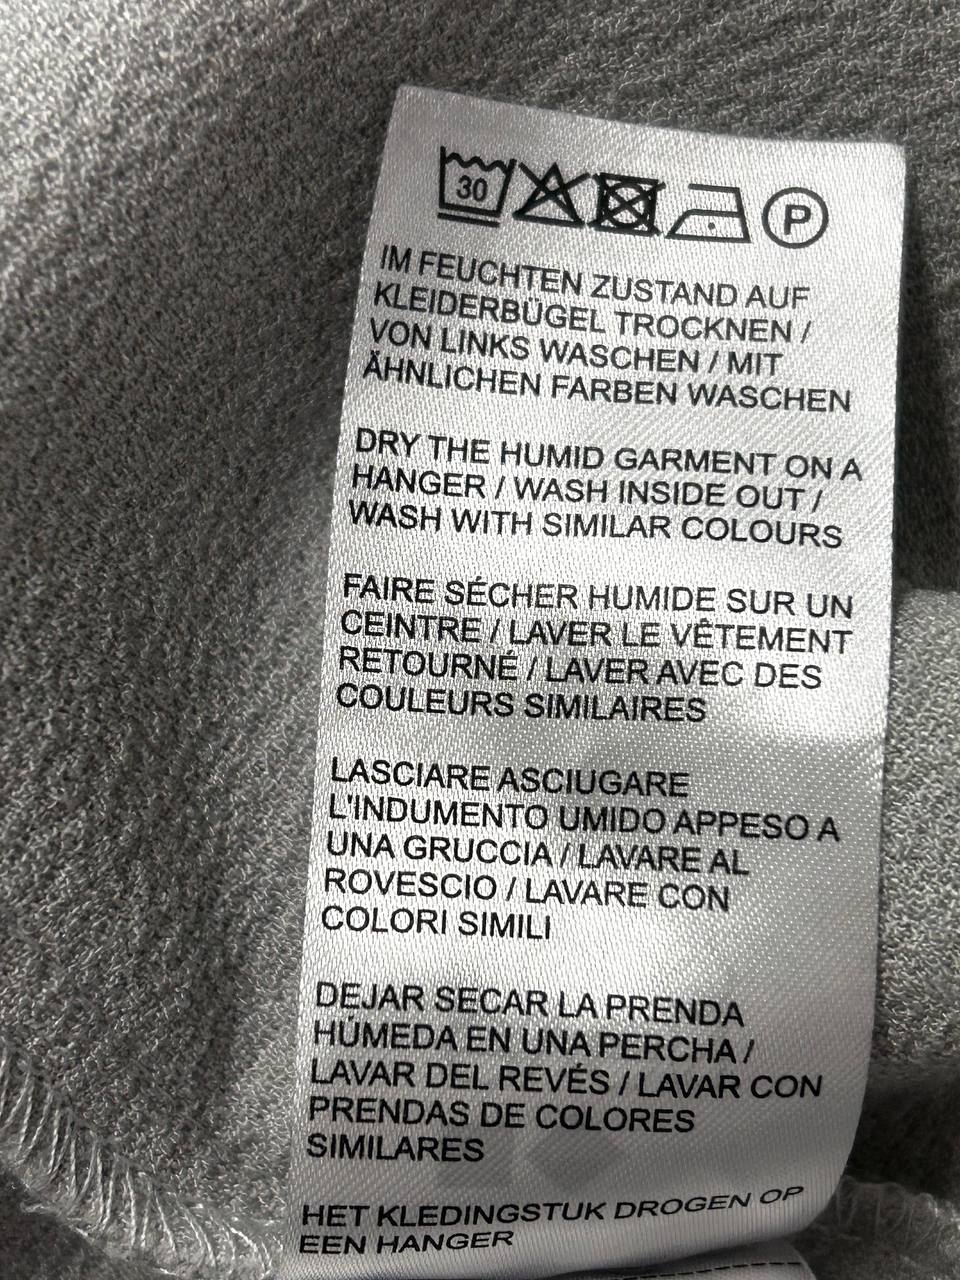 30 P
IM FEUCHTEN ZUSTAND AUF
KLEIDERBÜGEL TROCKNEN /
VON LINKS WASCHEN / MIT
ÄHNLICHEN FARBEN WASCHEN
DRY THE HUMID GARMENT ON A
HANGER / WASH INSIDE OUT /
WASH WITH SIMILAR COLOURS
FAIRE SÉCHER HUMIDE SUR UN
CEINTRE / LAVER LE VÊTEMENT
RETOURNÉ / LAVER AVEC DES
COULEURS SIMILAIRES
LASCIARE ASCIUGARE
L'INDUMENTO UMIDO APPESO A
UNA GRUCCIA / LAVARE AL
ROVESCIO / LAVARE CON
COLORI SIMILI
DEJAR SECAR LA PRENDA
HÚMEDA EN UNA PERCHA /
LAVAR DEL REVÉS / LAVAR CON
PRENDAS DE COLORES
SIMILARES
HET KLEDINGSTUK DROGEN OP
EEN HANGER